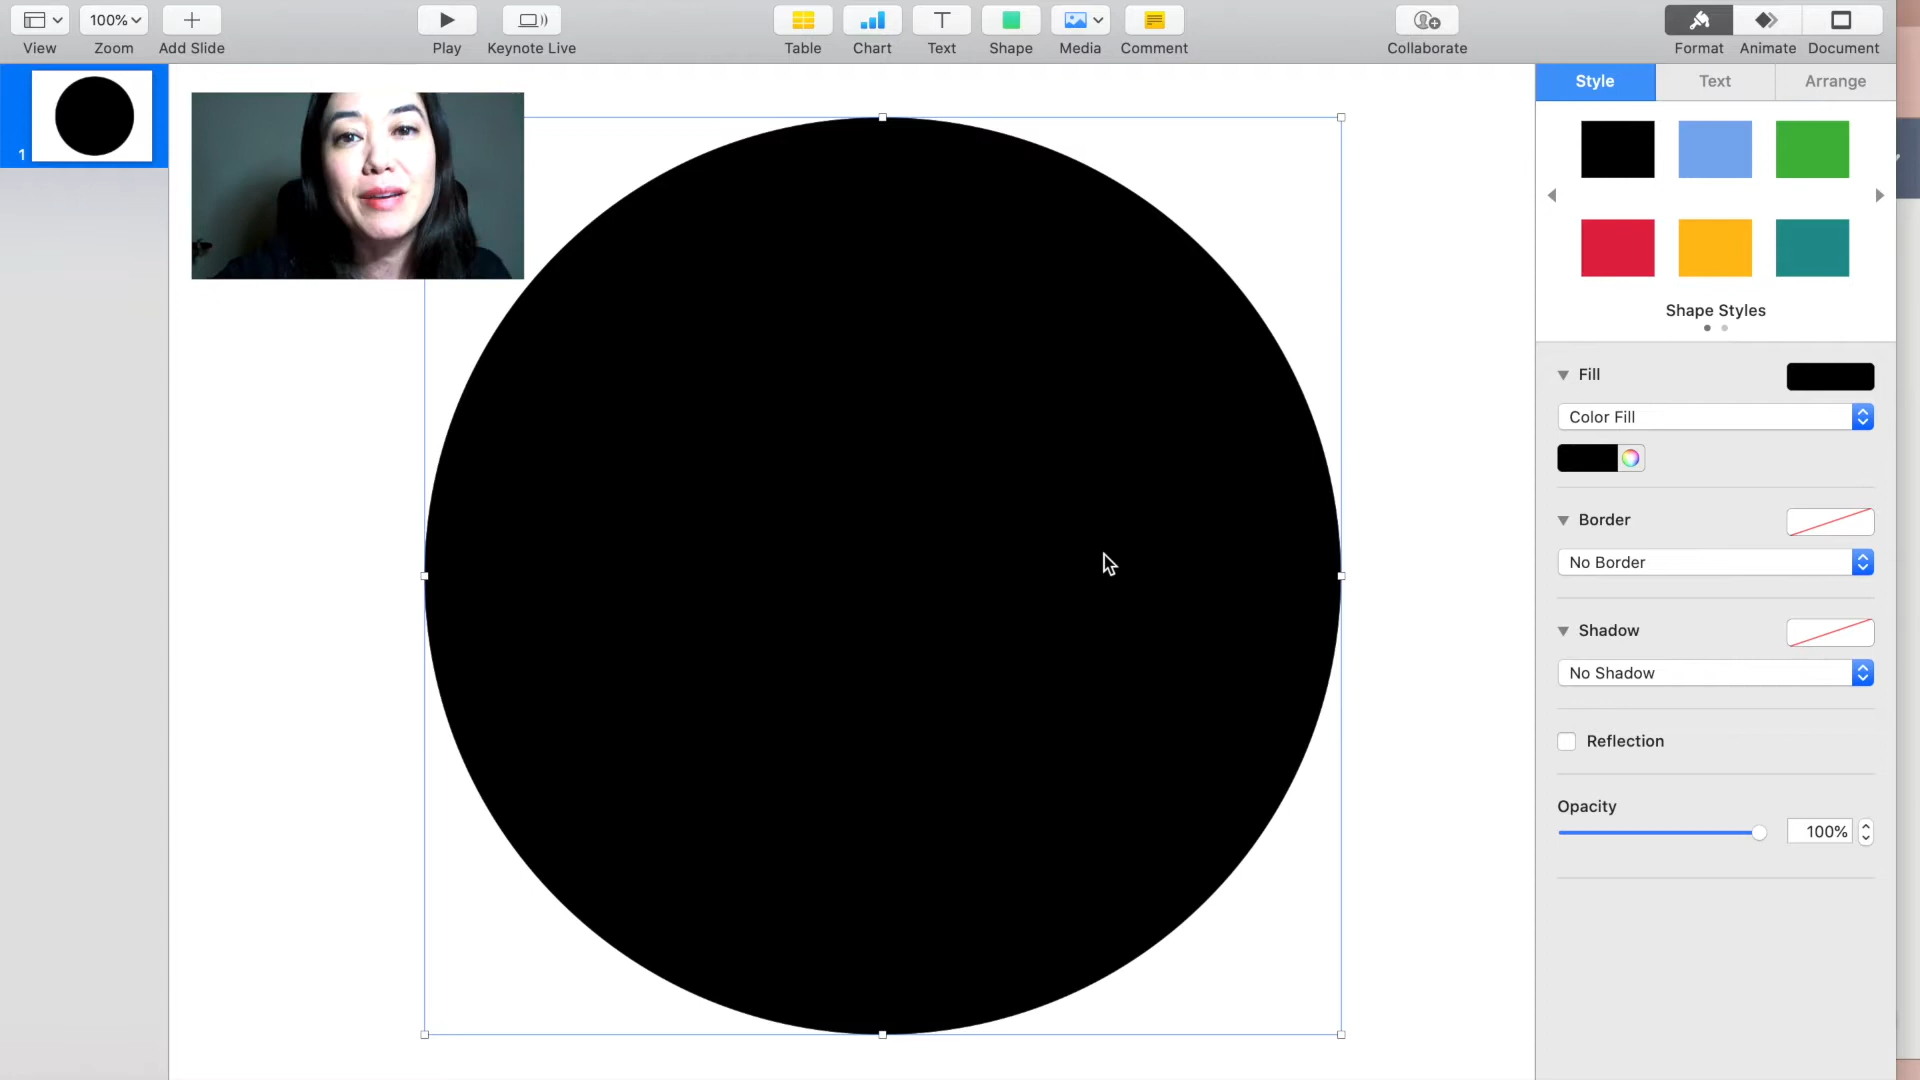 100%
View
Zoom
Add Slide
Play
Keynote Live
Table
Chart
Text
Shape
Media
Comment
Collaborate
Format
Animate
Document
1
Style
Text
Arrange
Shape Styles
Fill
Color Fill
Border
No Border
Shadow
No Shadow
Reflection
Opacity
100%